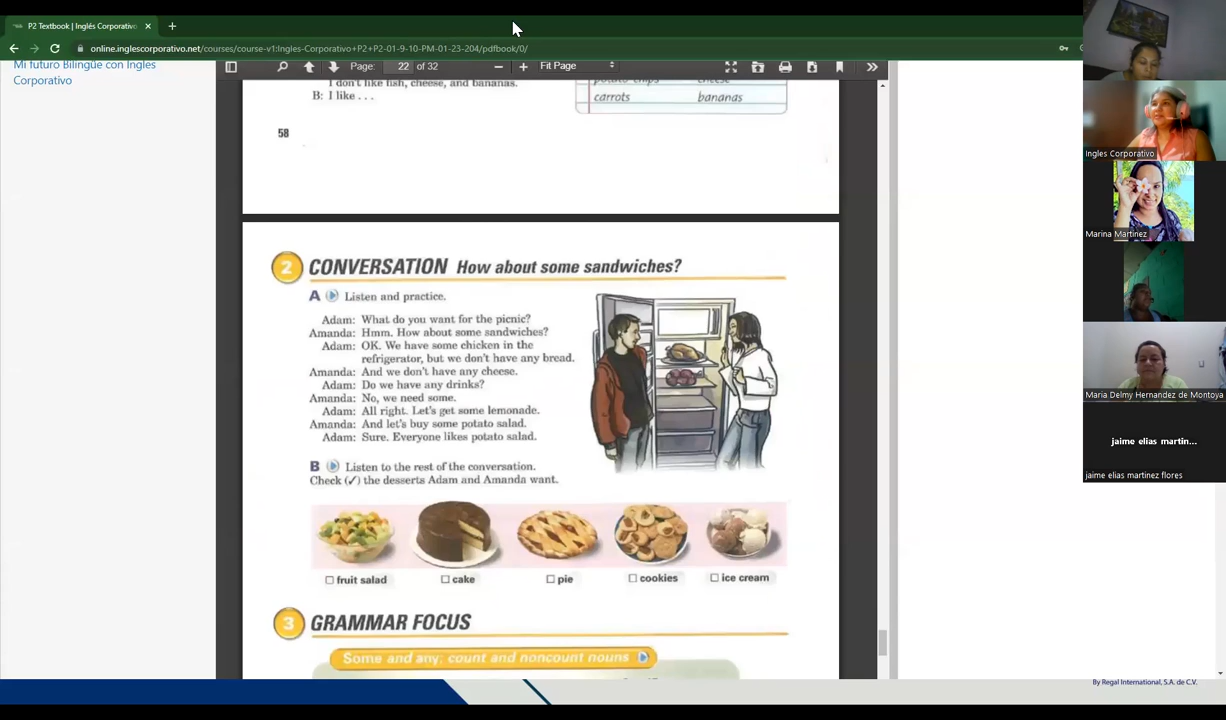 P2 Textbook | Inglés Corporativo
online.inglescorporativo.net/courses/course-v1:Ingles-Corporativo+P2+P2-01-9-10-PM-01-23-204/pdfbook/0/
Mi futuro Bilingüe con Ingles
Corporativo
Page: 22 of 32
Fit Page
I don't like fish, cheese, and bananas.
B: I like . . .
potato chips cheese
carrots bananas
58
2 CONVERSATION How about some sandwiches?
A Listen and practice.
Adam: What do you want for the picnic?
Amanda: Hmm. How about some sandwiches?
Adam: OK. We have some chicken in the
refrigerator, but we don't have any bread.
Amanda: And we don't have any cheese.
Adam: Do we have any drinks?
Amanda: No, we need some.
Adam: All right. Let's get some lemonade.
Amanda: And let's buy some potato salad.
Adam: Sure. Everyone likes potato salad.
B Listen to the rest of the conversation.
Check (✓) the desserts Adam and Amanda want.
fruit salad
cake
pie
cookies
ice cream
3 GRAMMAR FOCUS
Some and any; count and noncount nouns
Ingles Corporativo
Marina Martinez
Maria Delmy Hernandez de Montoya
jaime elias martin...
jaime elias martinez flores
By Regal International, S.A. de C.V.